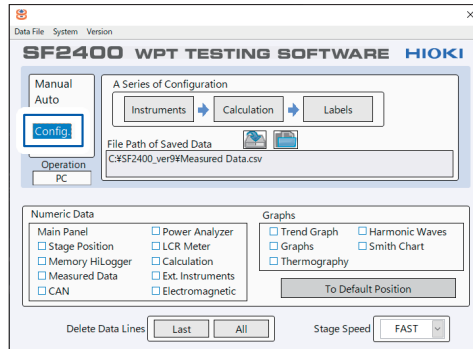 Data File System Version
SF2400 WPT TESTING SOFTWARE HIOKI
Manual
Auto
Config.
Operation
PC
A Series of Configuration
Instruments Calculation Labels
File Path of Saved Data
C:¥SF2400_ver9¥Measured Data.csv
Numeric Data
Main Panel
Stage Position
Memory HiLogger
Measured Data
CAN
Power Analyzer
LCR Meter
Calculation
Ext. Instruments
Electromagnetic
Graphs
Trend Graph
Graphs
Thermography
Harmonic Waves
Smith Chart
To Default Position
Delete Data Lines Last All
Stage Speed FAST